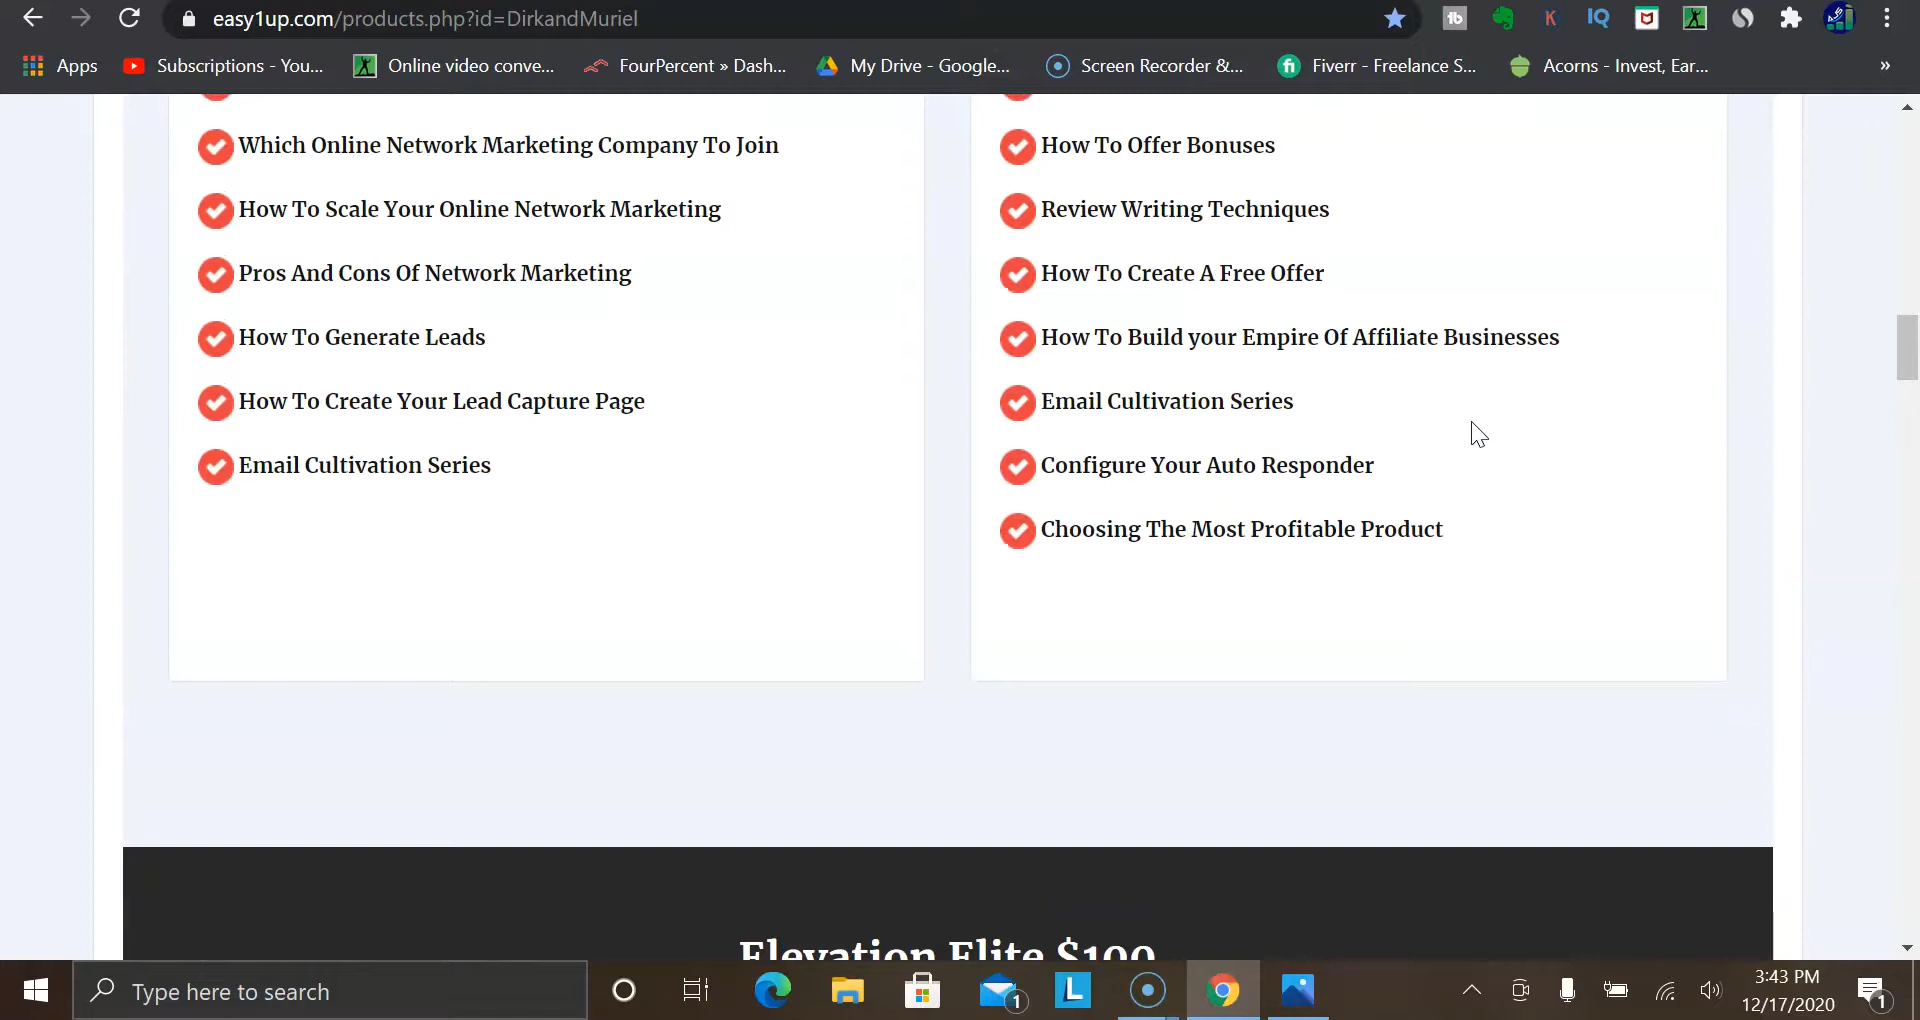 easy1up.com/products.php?id=DirkandMuriel
Apps
Subscriptions - You...
Online video conve...
FourPercent » Dash...
My Drive - Google...
Screen Recorder &...
Fiverr - Freelance S...
Acorns - Invest, Ear...
»
Which Online Network Marketing Company To Join
How To Scale Your Online Network Marketing
Pros And Cons Of Network Marketing
How To Generate Leads
How To Create Your Lead Capture Page
Email Cultivation Series
How To Offer Bonuses
Review Writing Techniques
How To Create A Free Offer
How To Build your Empire Of Affiliate Businesses
Email Cultivation Series
Configure Your Auto Responder
Choosing The Most Profitable Product
Elevation Elite $100
Type here to search
1
L
3:43 PM
12/17/2020
1